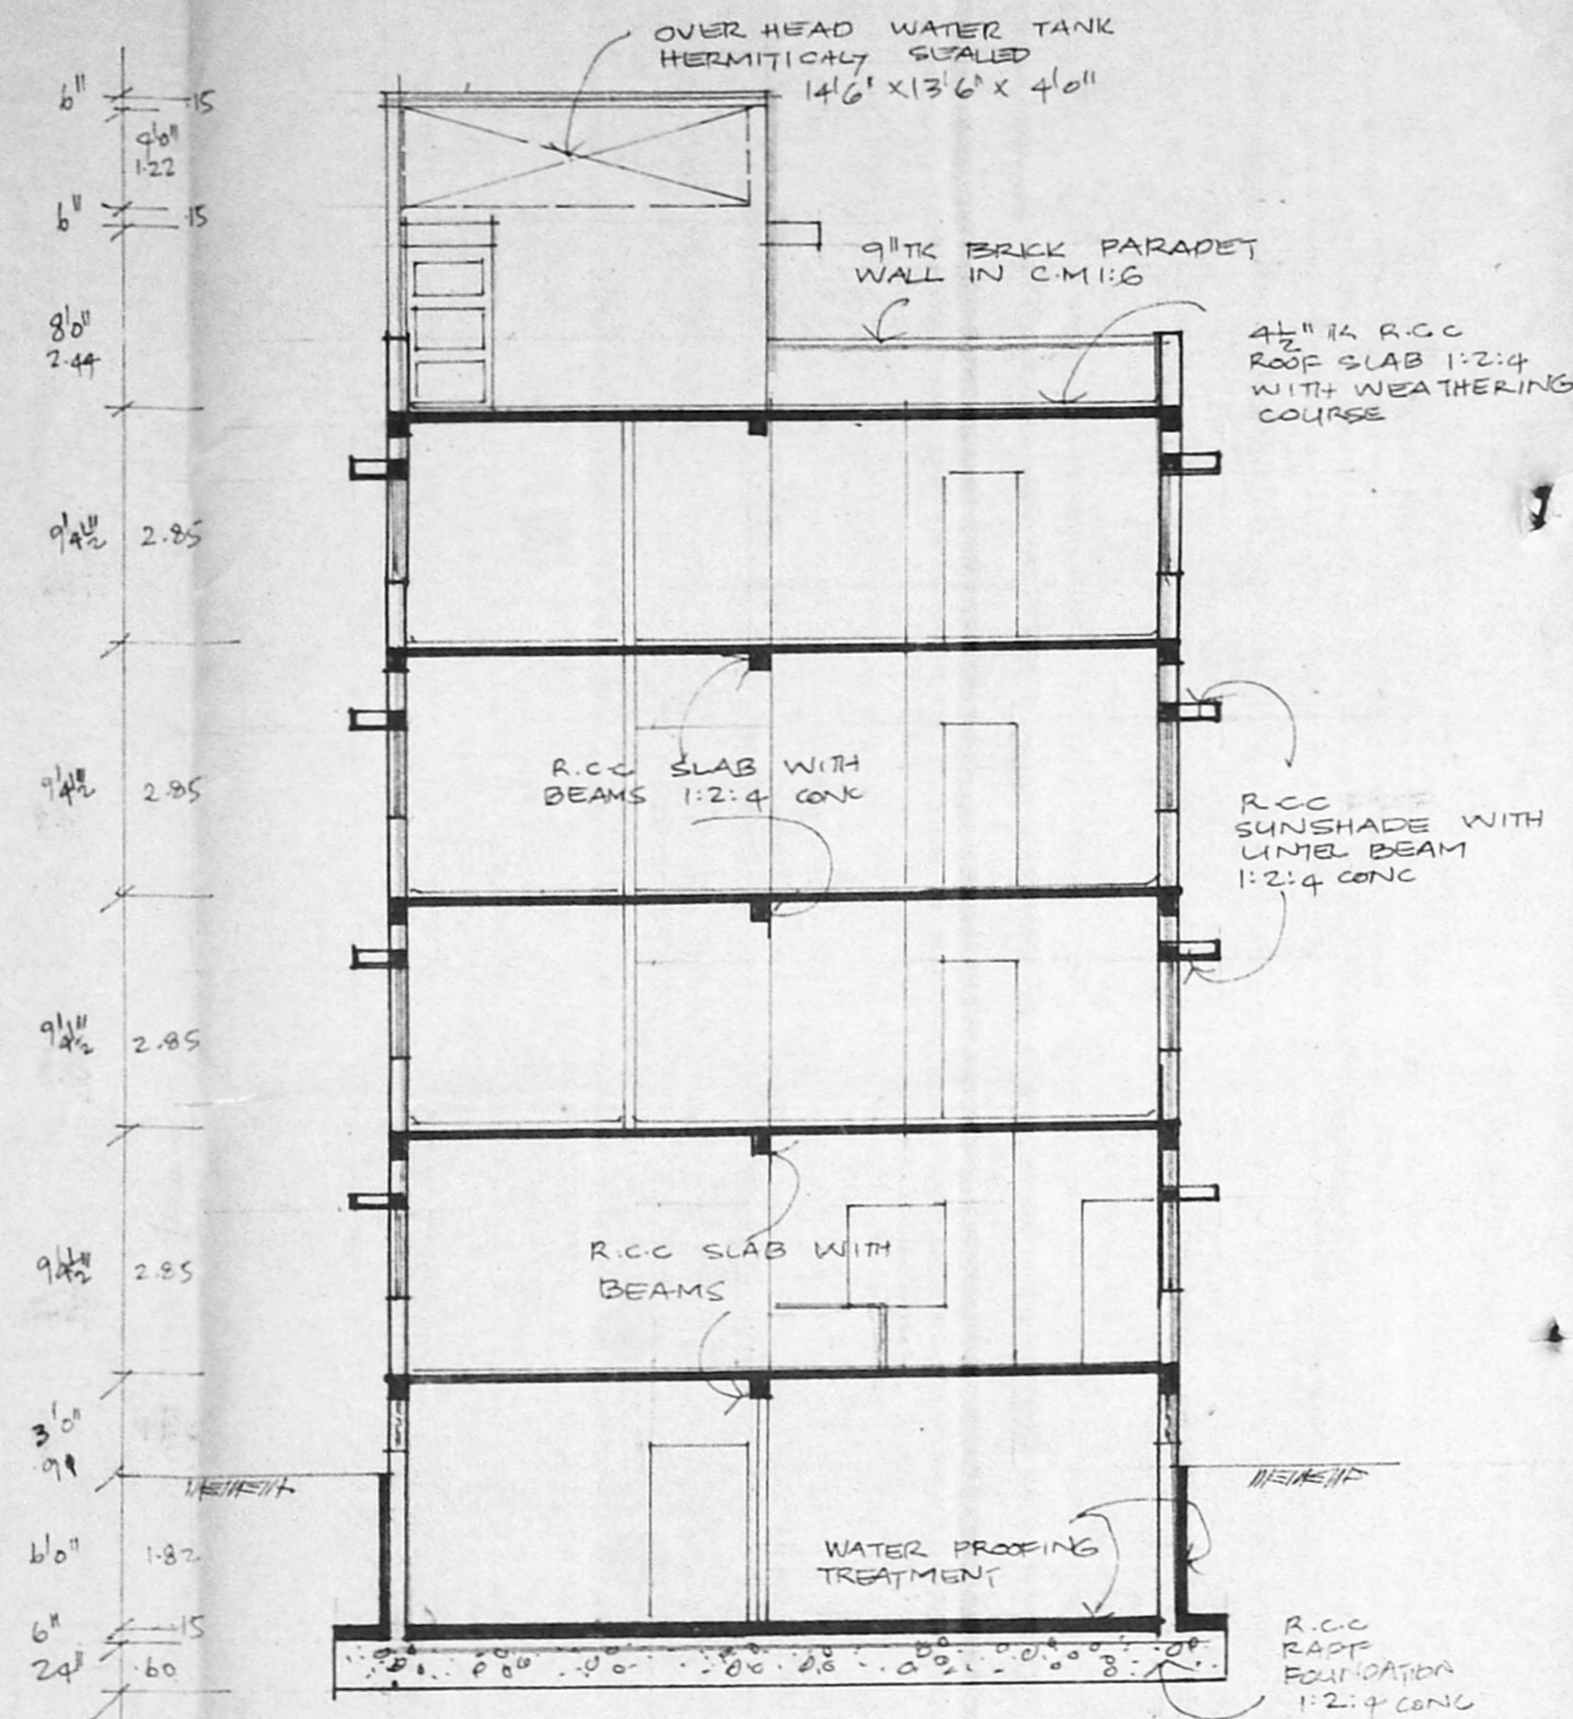 OVER HEAD WATER TANK
HERMITICALY SEALED
14'6" X13'6" X 4'0"
6" .15
4'0"
1.22
6" .15
9"TK BRICK PARAPET
WALL IN C.M 1:6
8'0"
2.44
4½" TK R.C.C
ROOF SLAB 1:2:4
WITH WEATHERING
COURSE
9'4½" 2.85
R.C.C SLAB WITH
BEAMS 1:2:4 CONC
9'4½" 2.85
R.C.C
SUNSHADE WITH
LINTEL BEAM
1:2:4 CONC
9'4½" 2.85
R.C.C SLAB WITH
BEAMS
9'4½" 2.85
3'0"
.91
WATER PROOFING
TREATMENT
6'0" 1.82
6" .15
24" .60
R.C.C
RAFT
FOUNDATION
1:2:4 CONC